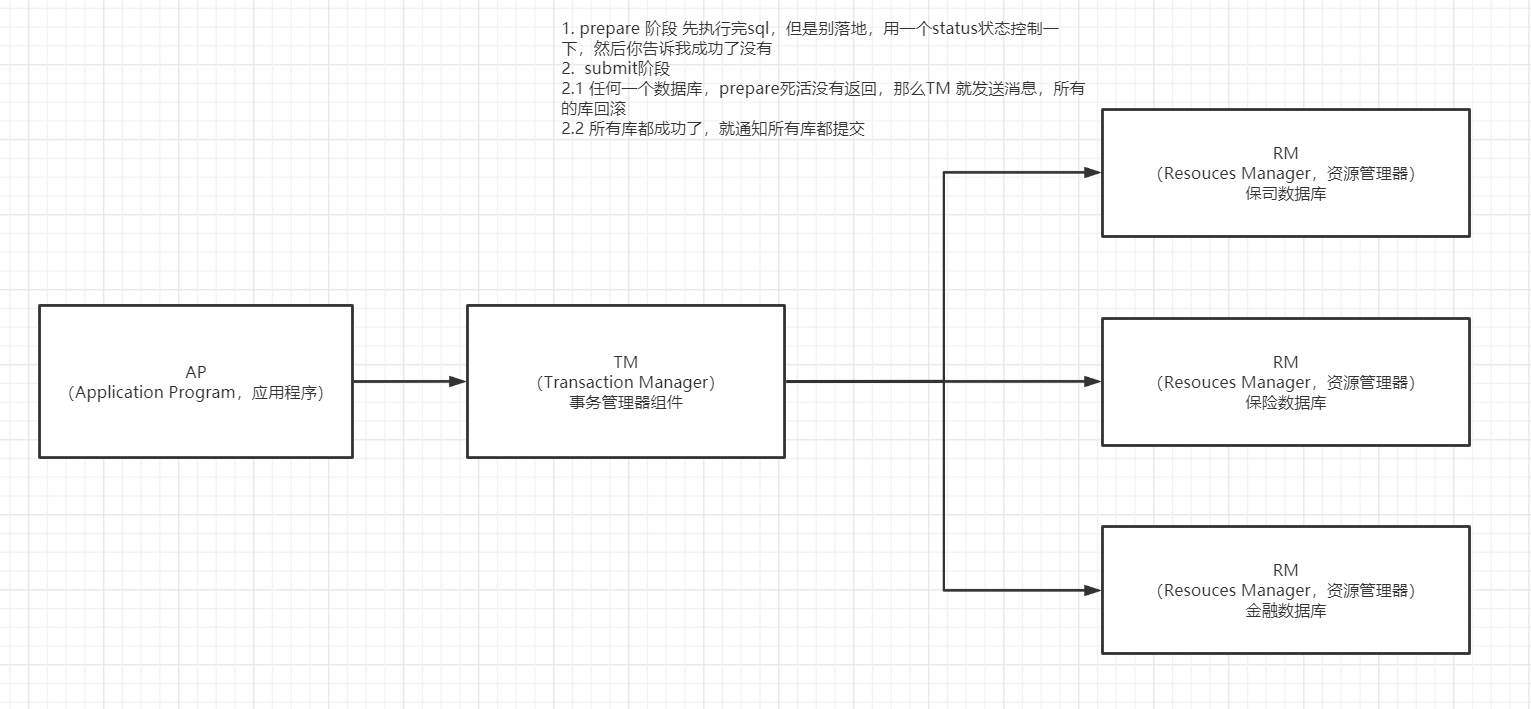 1. prepare 阶段 先执行完sql，但是别落地，用一个status状态控制一
下，然后你告诉我成功了没有
2.  submit阶段
2.1 任何一个数据库，prepare死活没有返回，那么TM 就发送消息，所有
的库回滚
2.2 所有库都成功了，就通知所有库都提交
AP
（Application Program，应用程序）
TM
（Transaction Manager）
事务管理器组件
RM
（Resouces Manager，资源管理器）
保司数据库
RM
（Resouces Manager，资源管理器）
保险数据库
RM
（Resouces Manager，资源管理器）
金融数据库